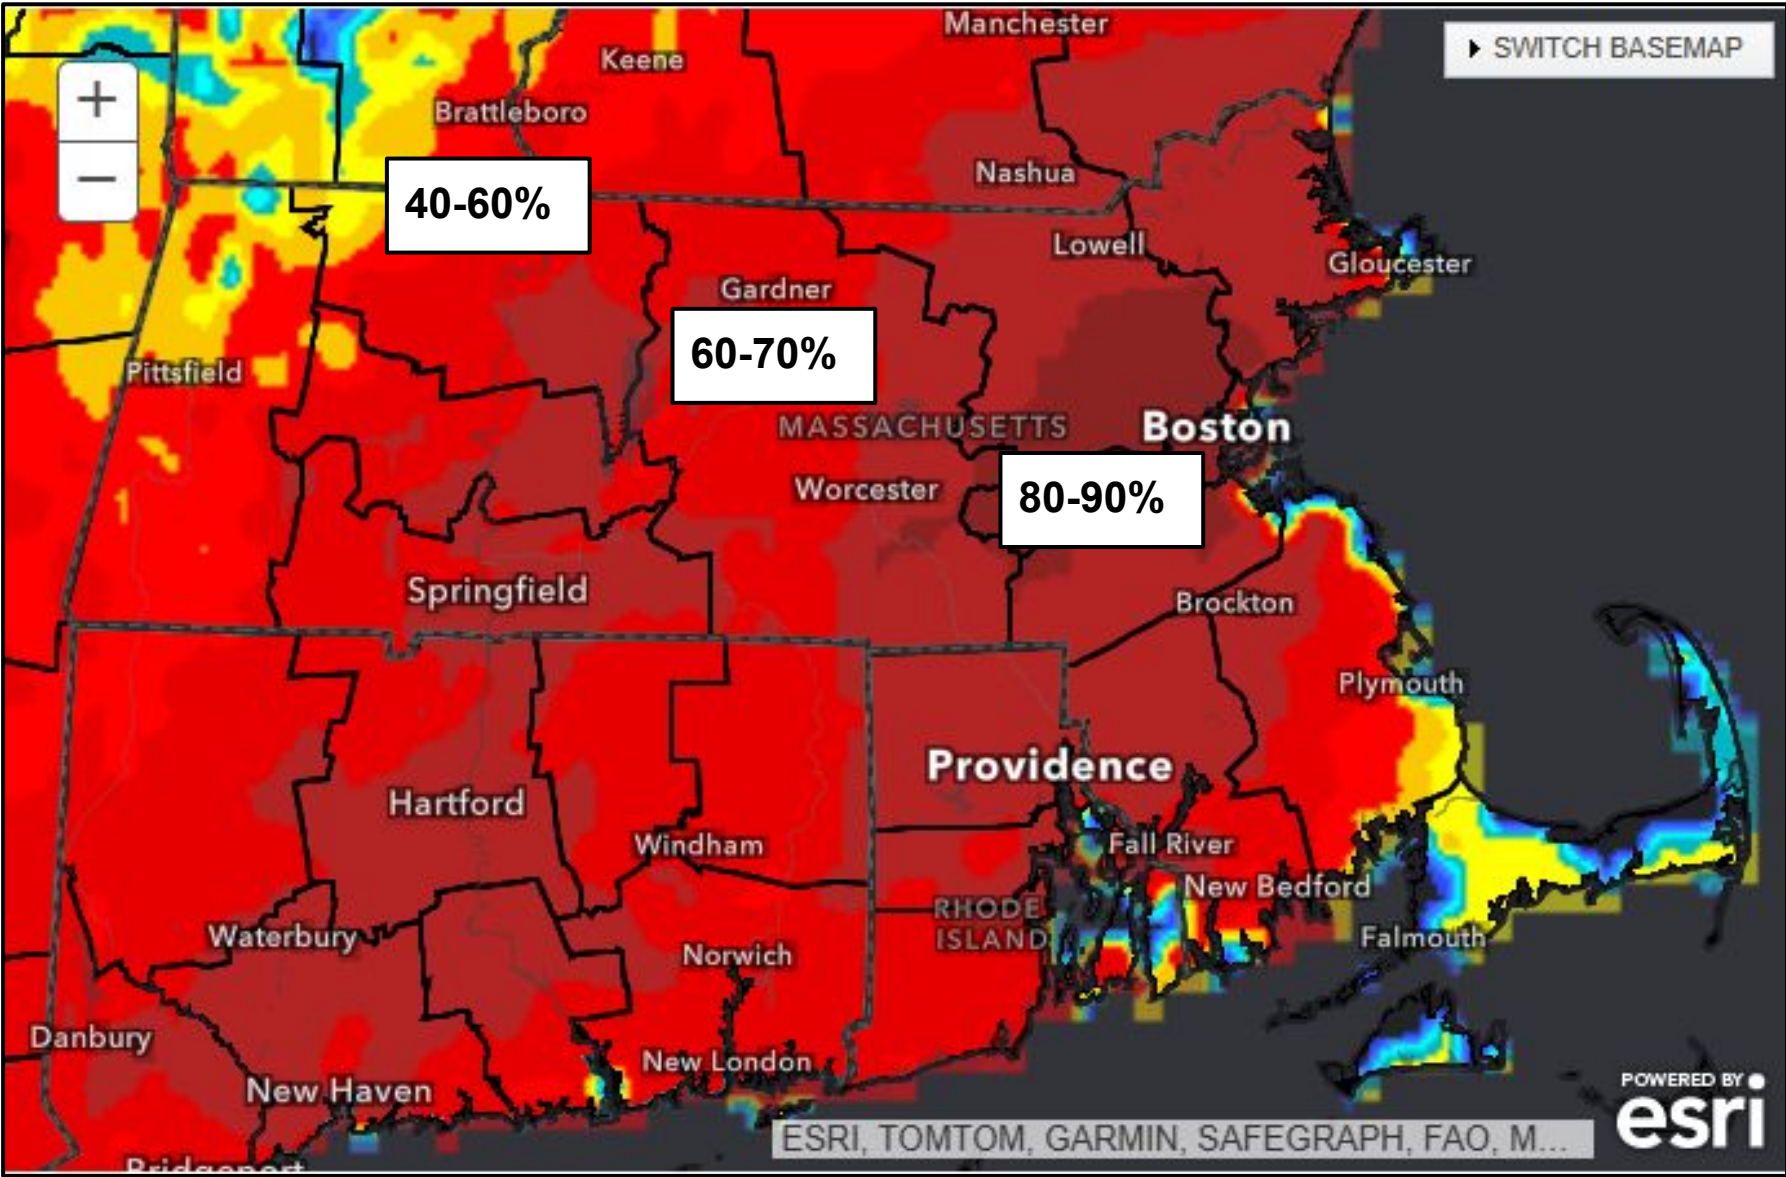 Manchester
SWITCH BASEMAP
Keene
+
Brattleboro
Nashua
−
40-60%
Lowell
Gloucester
Gardner
60-70%
Pittsfield
MASSACHUSETTS
Boston
Worcester
80-90%
Springfield
Brockton
Plymouth
Providence
Hartford
Windham
Fall River
New Bedford
RHODE
ISLAND
Waterbury
Falmouth
Norwich
Danbury
New London
New Haven
POWERED BY
esri
ESRI, TOMTOM, GARMIN, SAFEGRAPH, FAO, M...
Bridgeport